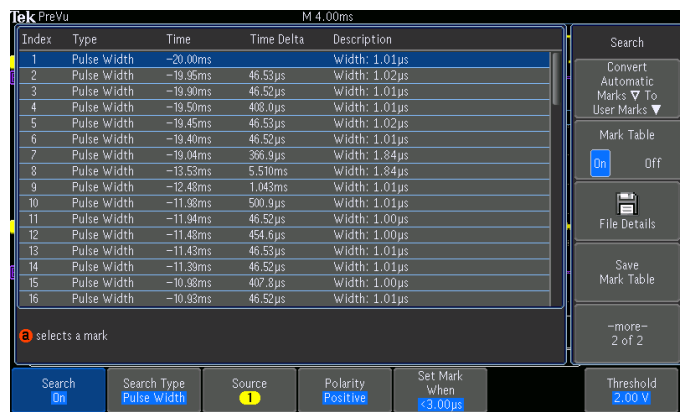 Tek PreVu M 4.00ms
Index Type Time Time Delta Description
1 Pulse Width −20.00ms Width: 1.01µs
2 Pulse Width −19.95ms 46.53µs Width: 1.02µs
3 Pulse Width −19.90ms 46.52µs Width: 1.01µs
4 Pulse Width −19.50ms 408.0µs Width: 1.01µs
5 Pulse Width −19.45ms 46.53µs Width: 1.02µs
6 Pulse Width −19.40ms 46.52µs Width: 1.01µs
7 Pulse Width −19.04ms 366.9µs Width: 1.84µs
8 Pulse Width −13.53ms 5.510ms Width: 1.84µs
9 Pulse Width −12.48ms 1.043ms Width: 1.01µs
10 Pulse Width −11.98ms 500.9µs Width: 1.01µs
11 Pulse Width −11.94ms 46.52µs Width: 1.00µs
12 Pulse Width −11.48ms 454.6µs Width: 1.00µs
13 Pulse Width −11.43ms 46.53µs Width: 1.01µs
14 Pulse Width −11.39ms 46.52µs Width: 1.01µs
15 Pulse Width −10.98ms 407.8µs Width: 1.00µs
16 Pulse Width −10.93ms 46.52µs Width: 1.01µs
a selects a mark
Search
Convert
Automatic
Marks ▽ To
User Marks ▼
Mark Table
On Off
File Details
Save
Mark Table
−more−
2 of 2
Search
On
Search Type
Pulse Width
Source
1
Polarity
Positive
Set Mark
When
<3.00µs
Threshold
2.00 V